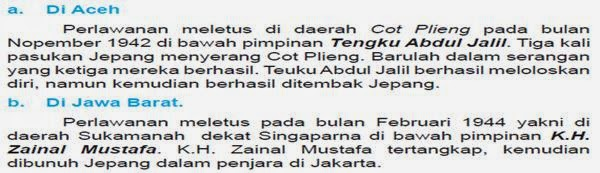 a. Di Aceh
Perlawanan meletus di daerah Cot Plieng pada bulan
Nopember 1942 di bawah pimpinan Tengku Abdul Jalil. Tiga kali
pasukan Jepang menyerang Cot Plieng. Barulah dalam serangan
yang ketiga mereka berhasil. Teuku Abdul Jalil berhasil meloloskan
diri, namun kemudian berhasil ditembak Jepang.
b. Di Jawa Barat.
Perlawanan meletus pada bulan Februari 1944 yakni di
daerah Sukamanah dekat Singaparna di bawah pimpinan K.H.
Zainal Mustafa. K.H. Zainal Mustafa tertangkap, kemudian
dibunuh Jepang dalam penjara di Jakarta.